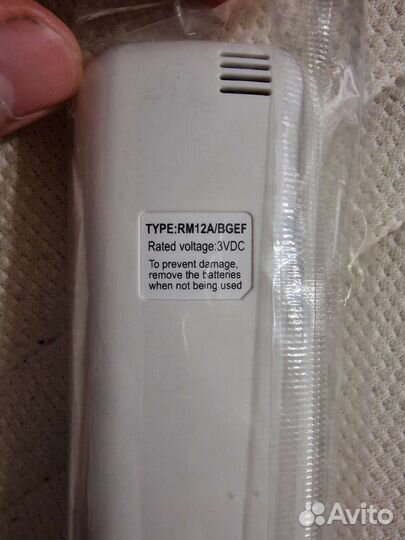 TYPE:RM12A/BGEF
Rated voltage:3VDC
To prevent damage,
remove the batteries
when not being used
Avito